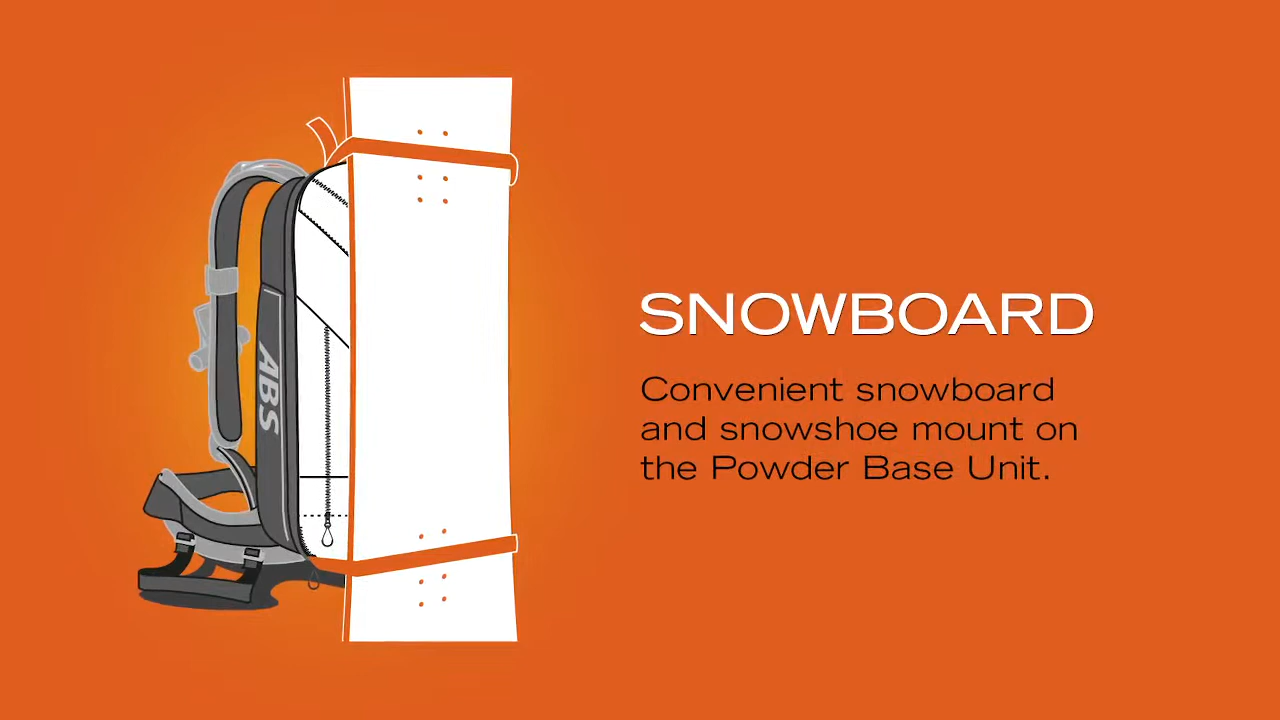 ABS
SNOWBOARD
Convenient snowboard
and snowshoe mount on
the Powder Base Unit.